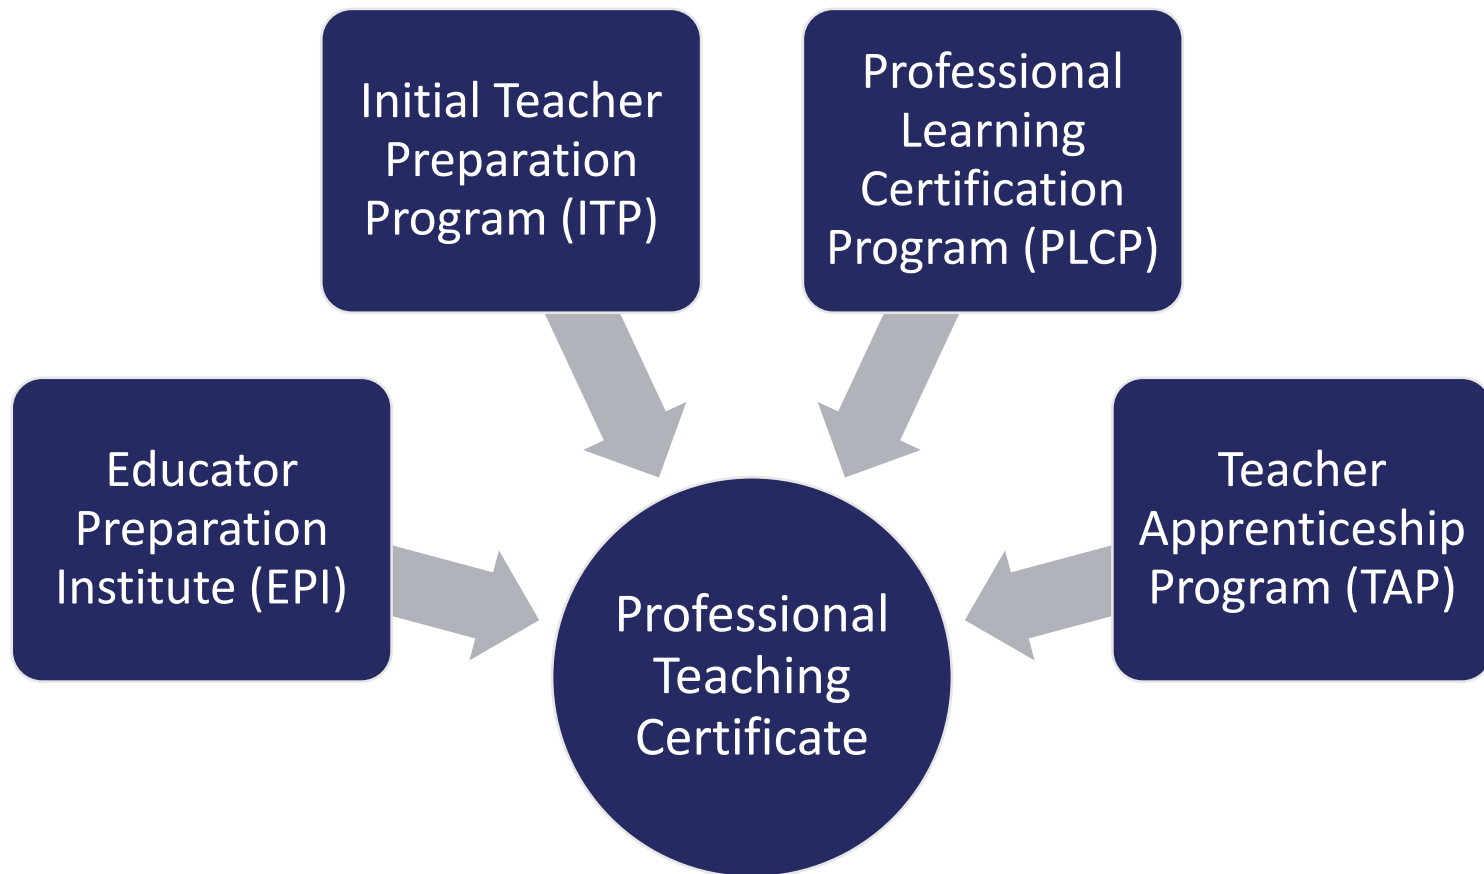 Initial Teacher
Preparation
Program (ITP)
Professional
Learning
Certification
Program (PLCP)
Educator
Preparation
Institute (EPI)
Teacher
Apprenticeship
Program (TAP)
Professional
Teaching
Certificate